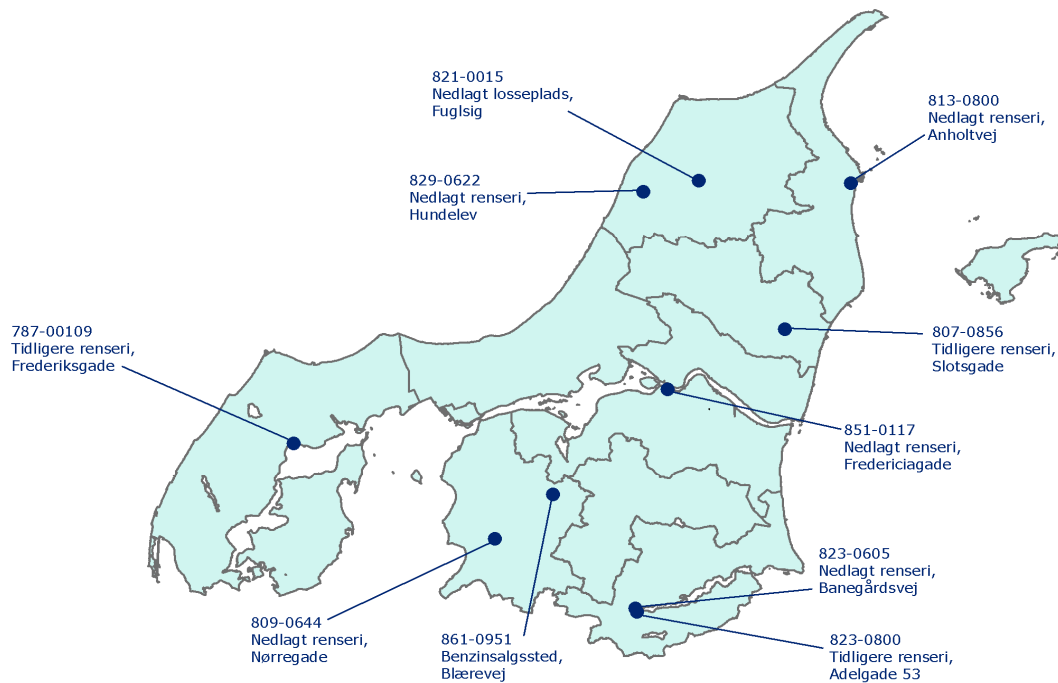 821-0015
Nedlagt losseplads,
Fuglsig
813-0800
Nedlagt renseri,
Anholtvej
829-0622
Nedlagt renseri,
Hundelev
787-00109
Tidligere renseri,
Frederiksgade
807-0856
Tidligere renseri,
Slotsgade
851-0117
Nedlagt renseri,
Fredericiagade
823-0605
Nedlagt renseri,
Banegårdsvej
809-0644
Nedlagt renseri,
Nørregade
861-0951
Benzinsalgssted,
Blærevej
823-0800
Tidligere renseri,
Adelgade 53